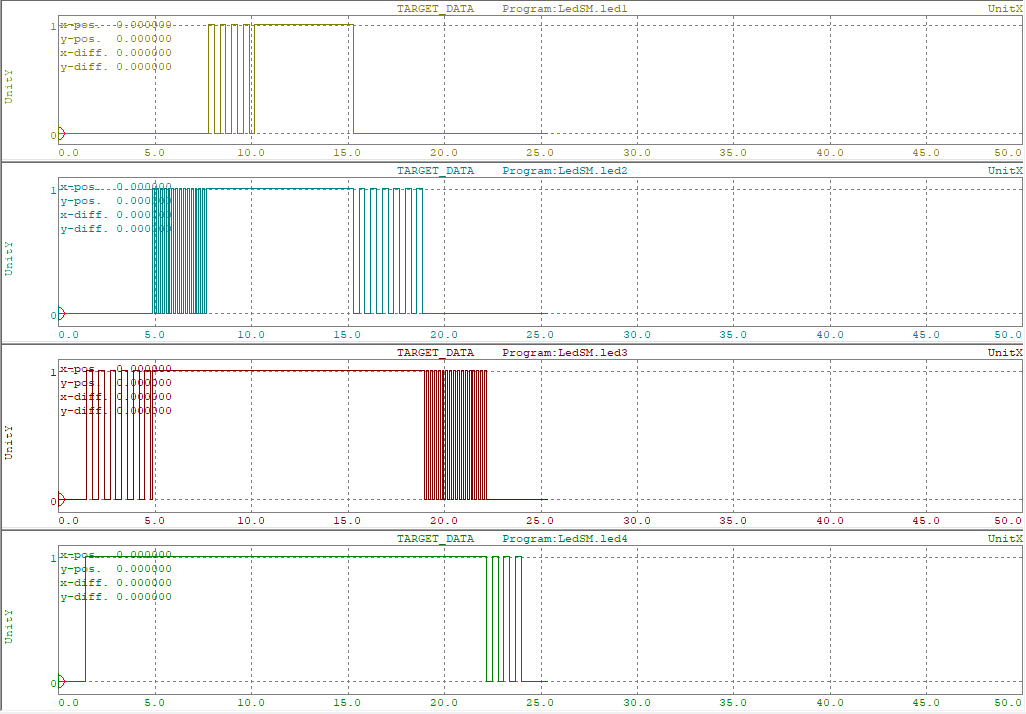 TARGET_DATA Program:LedSM.led1 UnitX
1 x-pos. 0.000000
y-pos. 0.000000
x-diff. 0.000000
y-diff. 0.000000
UnitY
0
0.0 5.0 10.0 15.0 20.0 25.0 30.0 35.0 40.0 45.0 50.0
TARGET_DATA Program:LedSM.led2 UnitX
1 x-pos. 0.000000
y-pos. 0.000000
x-diff. 0.000000
y-diff. 0.000000
UnitY
0
0.0 5.0 10.0 15.0 20.0 25.0 30.0 35.0 40.0 45.0 50.0
TARGET_DATA Program:LedSM.led3 UnitX
1 x-pos. 0.000000
y-pos. 0.000000
x-diff. 0.000000
y-diff. 0.000000
UnitY
0
0.0 5.0 10.0 15.0 20.0 25.0 30.0 35.0 40.0 45.0 50.0
TARGET_DATA Program:LedSM.led4 UnitX
1 x-pos. 0.000000
y-pos. 0.000000
x-diff. 0.000000
y-diff. 0.000000
UnitY
0
0.0 5.0 10.0 15.0 20.0 25.0 30.0 35.0 40.0 45.0 50.0